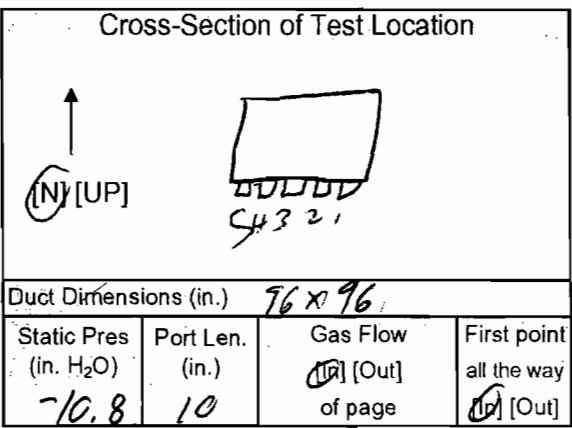 Cross-Section of Test Location
[N] [UP]
5 4 3 2 1
Duct Dimensions (in.) 96 x 96
Static Pres (in. H₂O) -10.8
Port Len. (in.) 10
Gas Flow [In] [Out] of page
First point all the way [In] [Out]